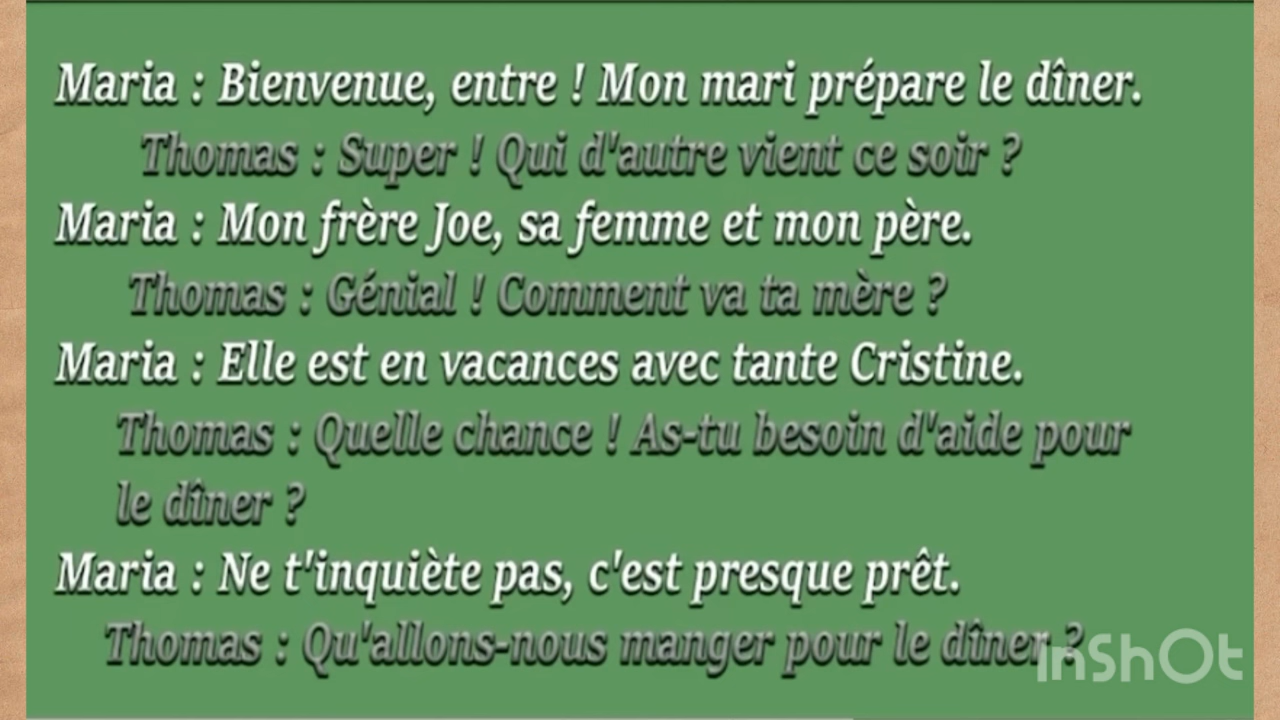 Maria : Bienvenue, entre ! Mon mari prépare le dîner.
Thomas : Super ! Qui d'autre vient ce soir ?
Maria : Mon frère Joe, sa femme et mon père.
Thomas : Génial ! Comment va ta mère ?
Maria : Elle est en vacances avec tante Cristine.
Thomas : Quelle chance ! As-tu besoin d'aide pour
le dîner ?
Maria : Ne t'inquiète pas, c'est presque prêt.
Thomas : Qu'allons-nous manger pour le dîner ?
InShOt